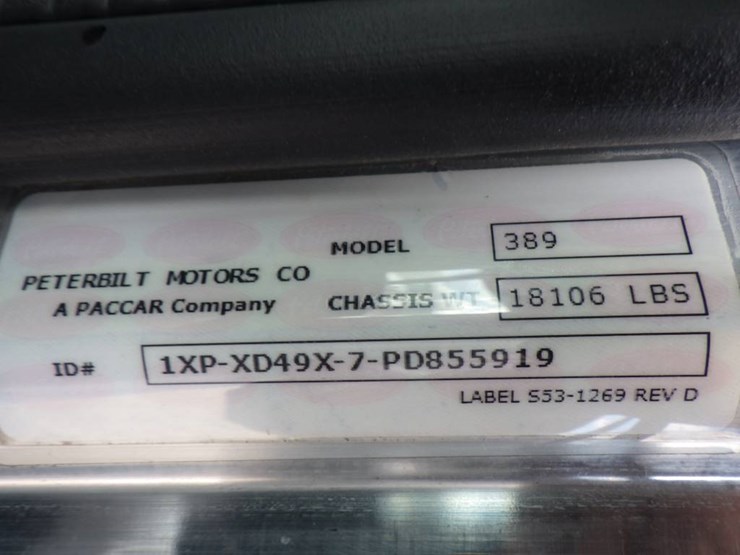 MODEL 389
PETERBILT MOTORS CO
A PACCAR Company
CHASSIS WT 18106 LBS
ID# 1XP-XD49X-7-PD855919
LABEL S53-1269 REV D